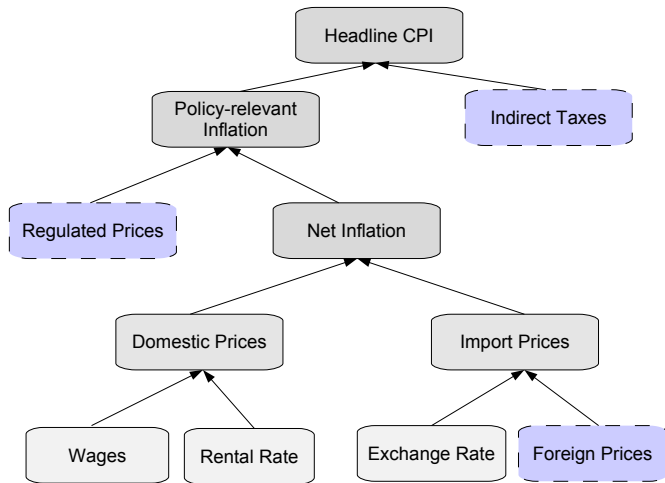 Headline CPI
Policy-relevant
Inflation
Indirect Taxes
Regulated Prices
Net Inflation
Domestic Prices
Import Prices
Wages
Rental Rate
Exchange Rate
Foreign Prices